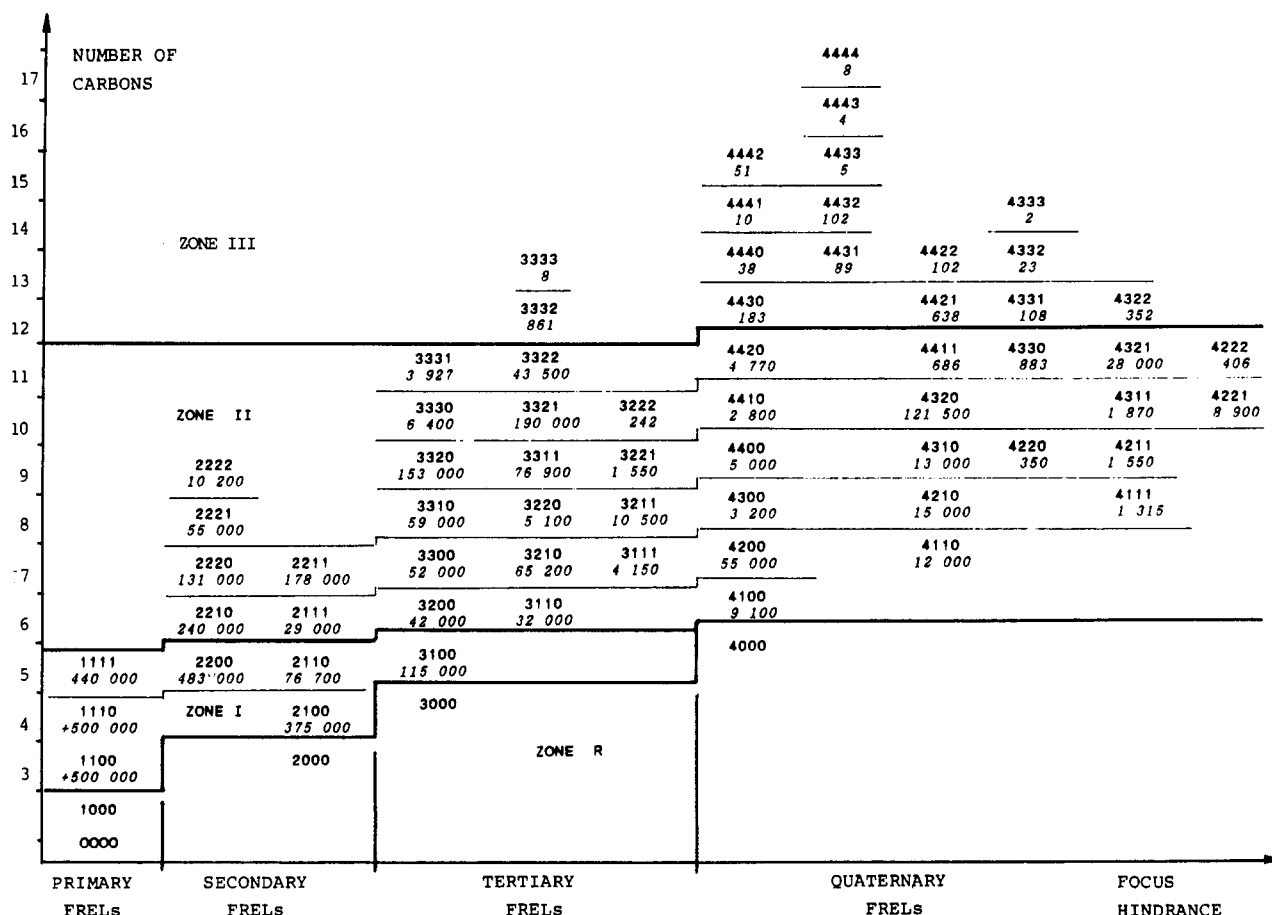 NUMBER OF
CARBONS
4444
17
8
4443
16
4
4442 4433
15
51 5
4441 4432 4333
14
10 102 2
ZONE III
3333 4440 4431 4422 4332
13
8 38 89 102 23
3332 4430 4421 4331 4322
12
861 183 638 108 352
3331 3322 4420 4411 4330 4321 4222
11
3 927 43 500 4 770 686 883 28 000 406
3330 3321 3222 4410 4320 4311 4221
ZONE II
10
6 400 190 000 242 2 800 121 500 1 870 8 900
3320 3311 3221 4400 4310 4220 4211
2222
9
153 000 76 900 1 550 5 000 13 000 350 1 550
10 200
3310 3220 3211 4300 4210 4111
2221
8
59 000 5 100 10 500 3 200 15 000 1 315
55 000
2220 2211 3300 3210 3111 4200 4110
7
131 000 178 000 52 000 65 200 4 150 55 000 12 000
2210 2111 3200 3110 4100
6
240 000 29 000 42 000 32 000 9 100
1111 2200 2110 3100 4000
5
440 000 483 000 76 700 115 000
1110 ZONE I 2100 3000
4
+500 000 375 000
1100 2000 ZONE R
3
+500 000
1000
0000
PRIMARY SECONDARY TERTIARY QUATERNARY FOCUS
FRELs FRELs FRELs FRELs HINDRANCE